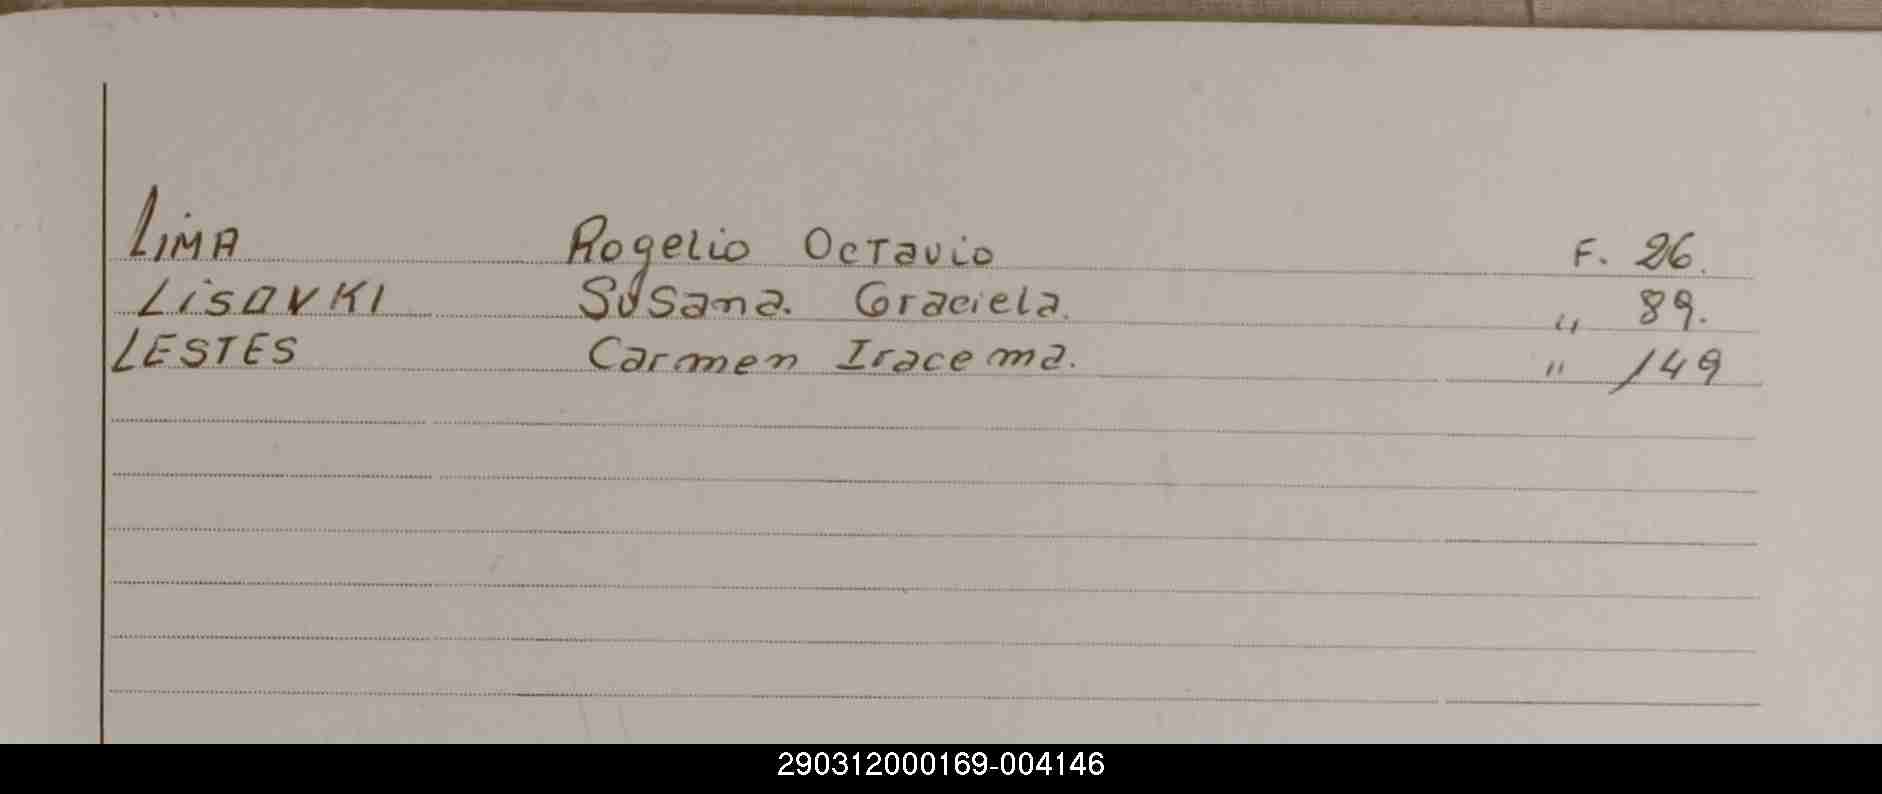 LIMA Rogelio Octavio F. 26.
LISOVKI Susana. Graciela. " 89.
LESTES Carmen Iracema. " 149
290312000169-004146